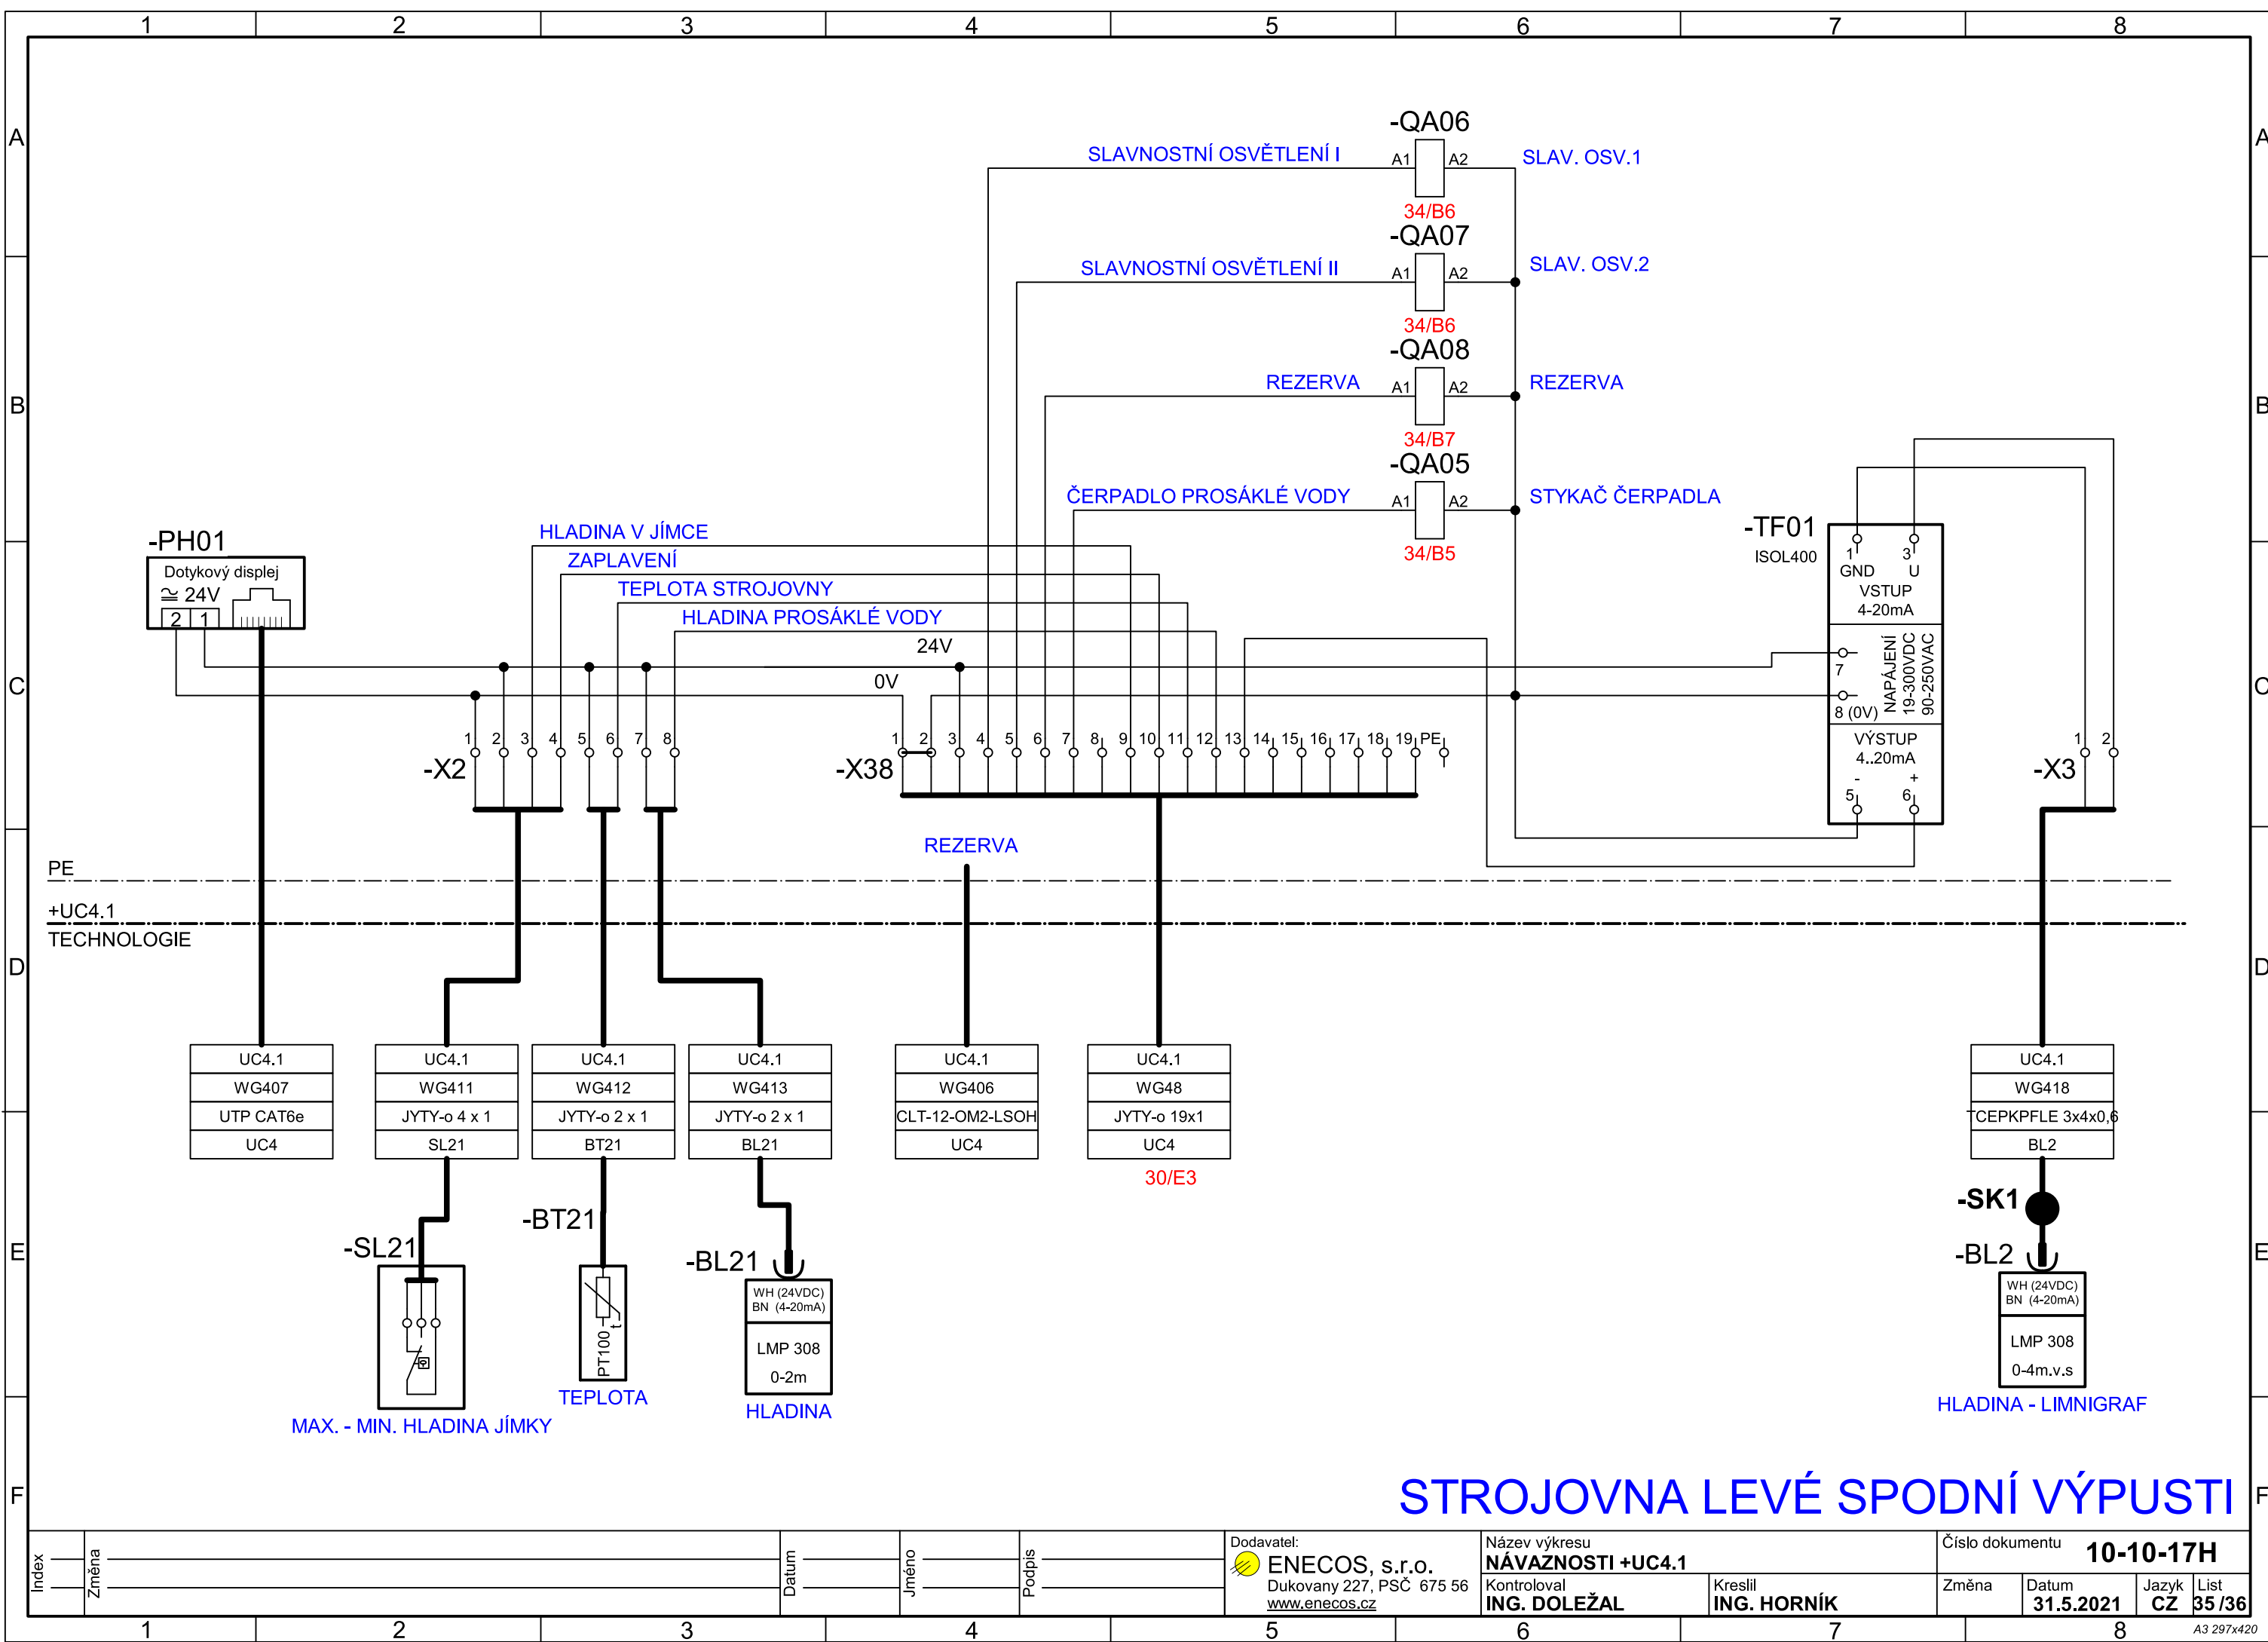 1 2 3 4 5 6 7 8
A A
-QA06
SLAVNOSTNÍ OSVĚTLENÍ I A1 A2 SLAV. OSV.1
34/B6
-QA07
SLAVNOSTNÍ OSVĚTLENÍ II A1 A2 SLAV. OSV.2
34/B6
-QA08
REZERVA A1 A2 REZERVA
B B
34/B7
-QA05
ČERPADLO PROSÁKLÉ VODY A1 A2 STYKAČ ČERPADLA
34/B5
-PH01
Dotykový displej
≃ 24V
2 1
HLADINA V JÍMCE
ZAPLAVENÍ
TEPLOTA STROJOVNY
HLADINA PROSÁKLÉ VODY
24V
0V
C C
-TF01
ISOL400
1 3
GND U
VSTUP
4-20mA
7
8 (0V)
NAPÁJENÍ
19-300VDC
90-250VAC
VÝSTUP
4..20mA
- +
5 6
1 2 3 4 5 6 7 8
-X2
1 2 3 4 5 6 7 8 9 10 11 12 13 14 15 16 17 18 19 PE
-X38
1 2
-X3
REZERVA
PE
+UC4.1
TECHNOLOGIE
D D
UC4.1 UC4.1 UC4.1 UC4.1 UC4.1 UC4.1 UC4.1
WG407 WG411 WG412 WG413 WG406 WG48 WG418
UTP CAT6e JYTY-o 4 x 1 JYTY-o 2 x 1 JYTY-o 2 x 1 CLT-12-OM2-LSOH JYTY-o 19x1 TCEPKPFLE 3x4x0,6
UC4 SL21 BT21 BL21 UC4 UC4 BL2
30/E3
-SK1
-BT21
E E
-SL21
-BL21
-BL2
WH (24VDC)
BN (4-20mA)
LMP 308
0-2m
PT100
t
WH (24VDC)
BN (4-20mA)
LMP 308
0-4m.v.s
MAX. - MIN. HLADINA JÍMKY
TEPLOTA
HLADINA
HLADINA - LIMNIGRAF
F F
STROJOVNA LEVÉ SPODNÍ VÝPUSTI
Index
Změna
Datum
Jméno
Podpis
Dodavatel:
ENECOS, s.r.o.
Dukovany 227, PSČ 675 56
www.enecos.cz
Název výkresu
NÁVAZNOSTI +UC4.1
Kontroloval
ING. DOLEŽAL
Kreslil
ING. HORNÍK
Číslo dokumentu 10-10-17H
Změna
Datum
31.5.2021
Jazyk
CZ
List
35 /36
1 2 3 4 5 6 7 8
A3 297x420